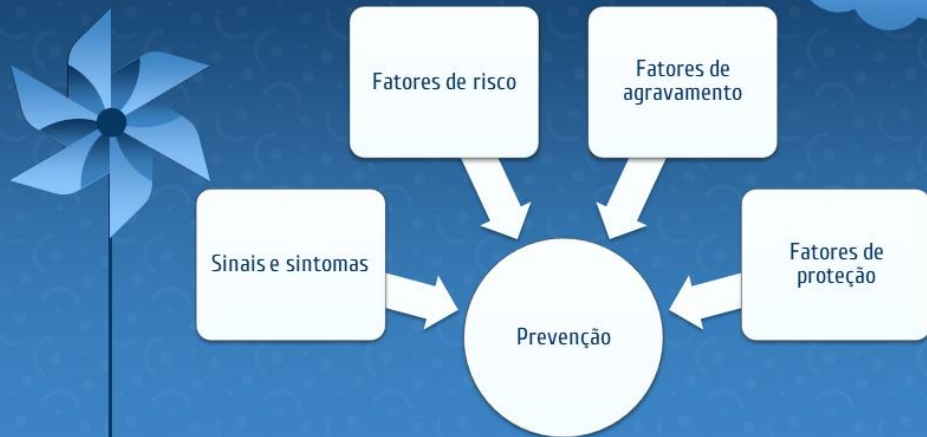 Fatores de risco
Fatores de
agravamento
Sinais e sintomas
Fatores de
proteção
Prevenção